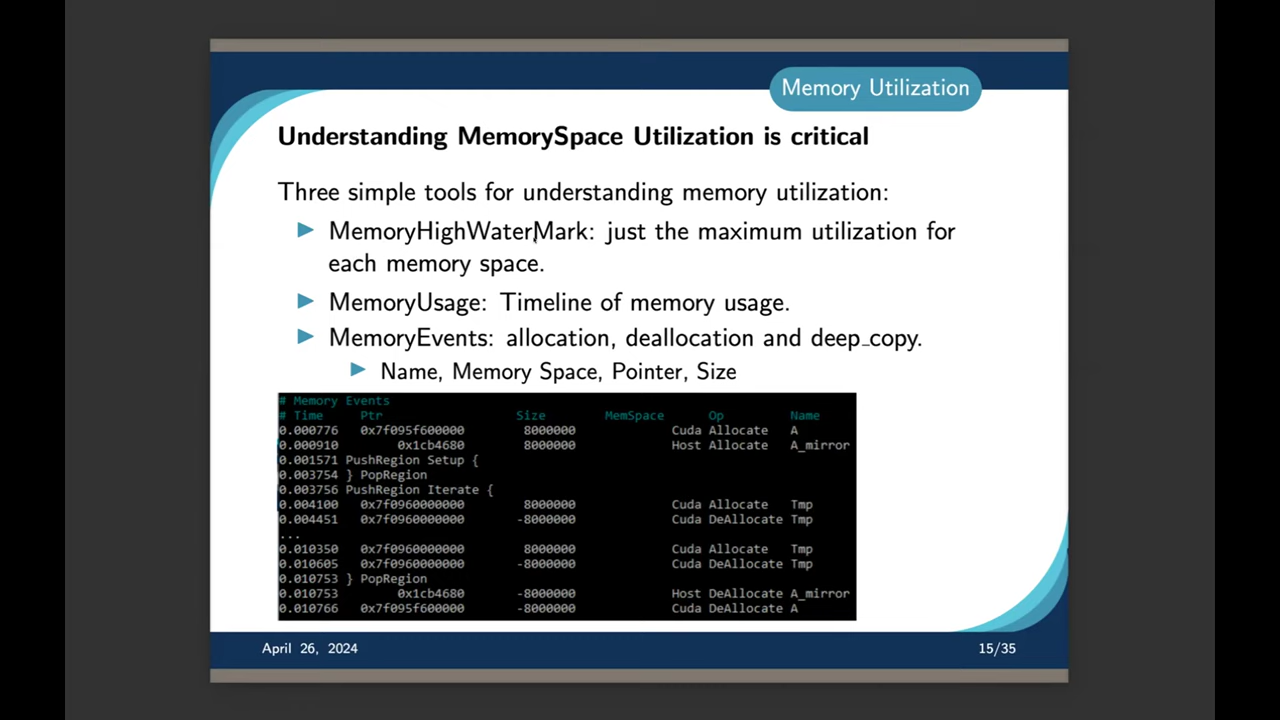 Memory Utilization
Understanding MemorySpace Utilization is critical
Three simple tools for understanding memory utilization:
MemoryHighWaterMark: just the maximum utilization for
each memory space.
MemoryUsage: Timeline of memory usage.
MemoryEvents: allocation, deallocation and deep_copy.
Name, Memory Space, Pointer, Size
# Memory Events
# Time Ptr Size MemSpace Op Name
0.000776 0x7f095f600000 8000000 Cuda Allocate A
0.000910 0x1cb4680 8000000 Host Allocate A_mirror
0.001571 PushRegion Setup {
0.003754 } PopRegion
0.003756 PushRegion Iterate {
0.004100 0x7f0960000000 8000000 Cuda Allocate Tmp
0.004451 0x7f0960000000 -8000000 Cuda DeAllocate Tmp
...
0.010350 0x7f0960000000 8000000 Cuda Allocate Tmp
0.010605 0x7f0960000000 -8000000 Cuda DeAllocate Tmp
0.010753 } PopRegion
0.010753 0x1cb4680 -8000000 Host DeAllocate A_mirror
0.010766 0x7f095f600000 -8000000 Cuda DeAllocate A
April 26, 2024 15/35